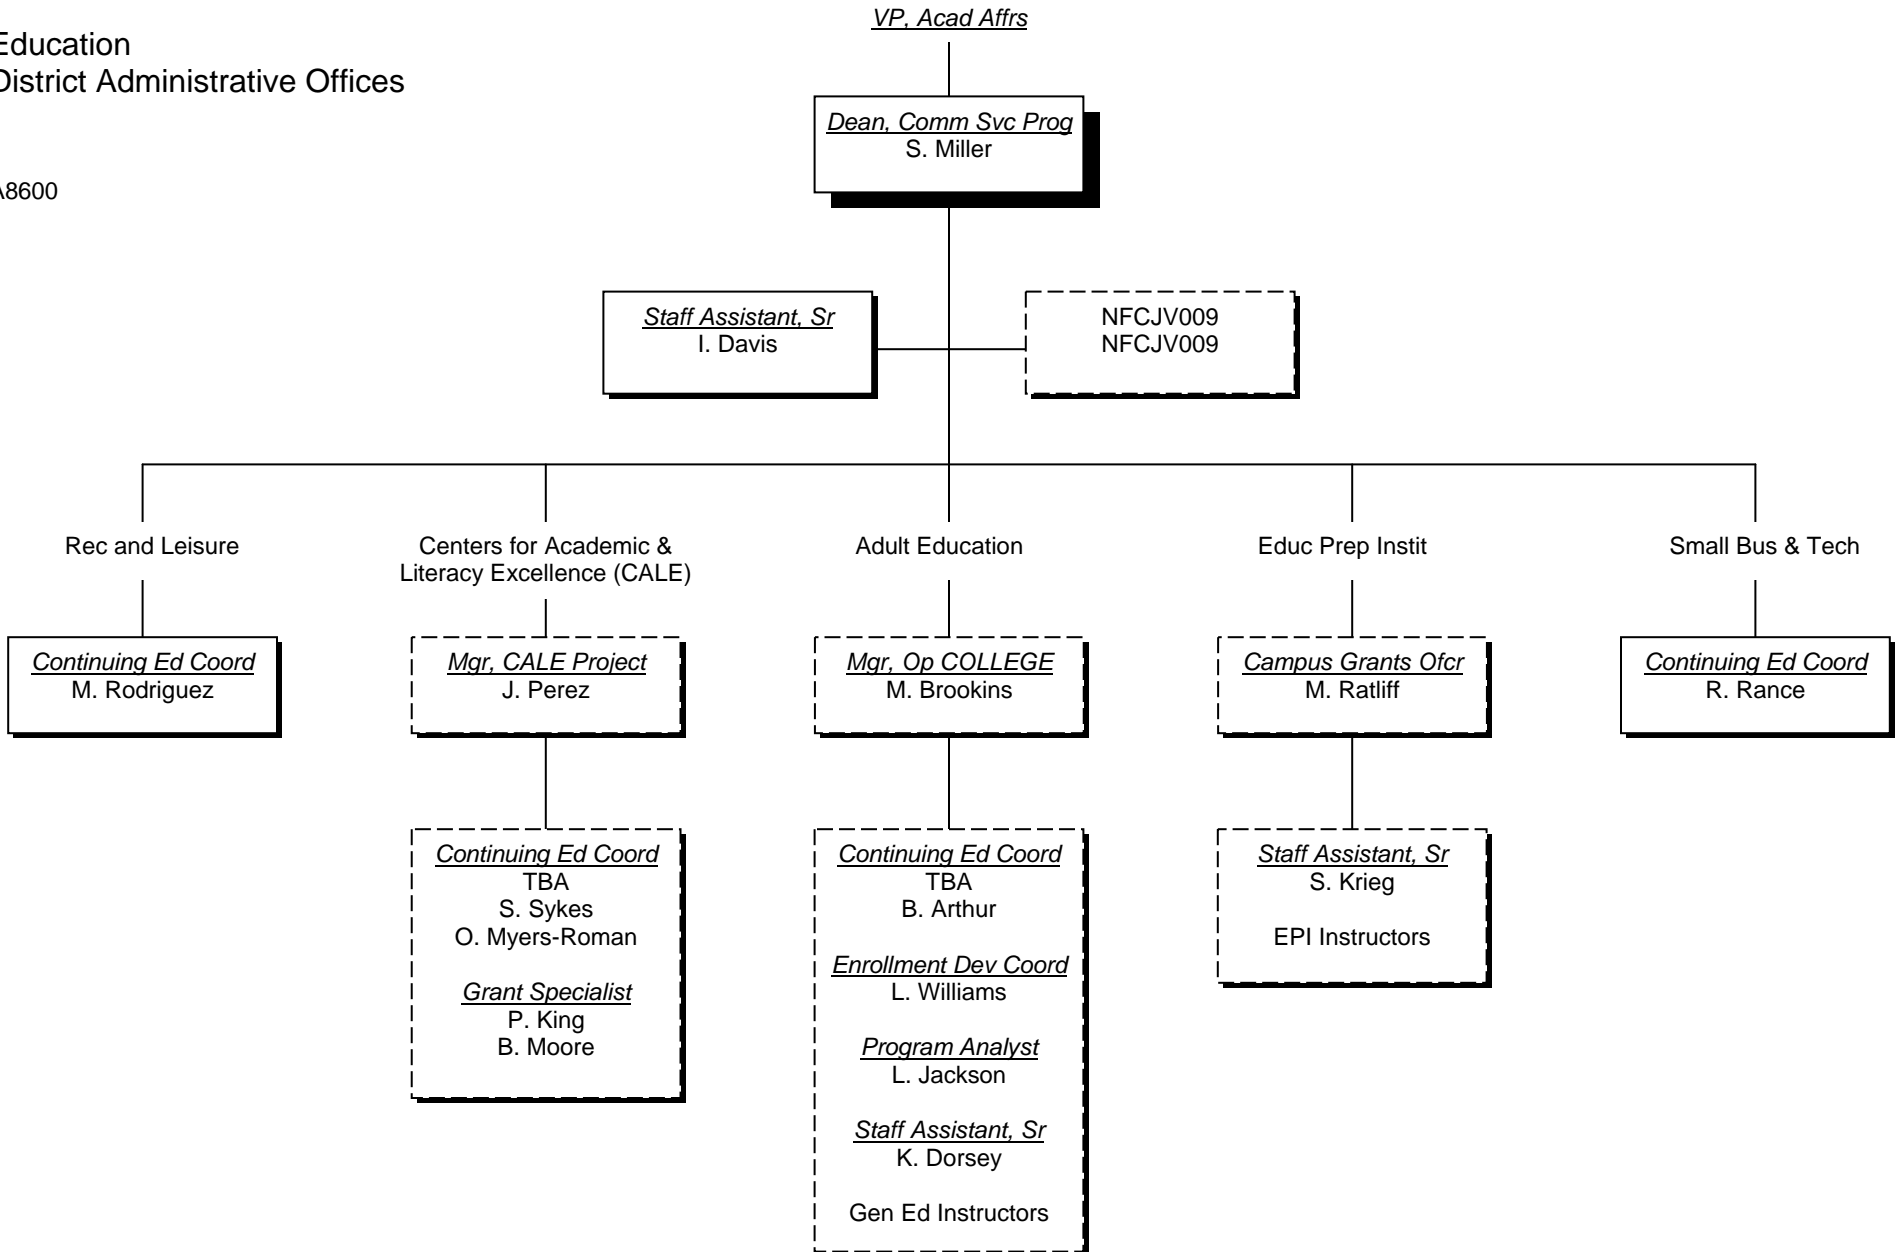 VP, Acad Affrs
Education
District Administrative Offices
A8600
Dean, Comm Svc Prog
S. Miller
Staff Assistant, Sr
I. Davis
NFCJV009
NFCJV009
Rec and Leisure
Continuing Ed Coord
M. Rodriguez
Centers for Academic &
Literacy Excellence (CALE)
Mgr, CALE Project
J. Perez
Continuing Ed Coord
TBA
S. Sykes
O. Myers-Roman
Grant Specialist
P. King
B. Moore
Adult Education
Mgr, Op COLLEGE
M. Brookins
Continuing Ed Coord
TBA
B. Arthur
Enrollment Dev Coord
L. Williams
Program Analyst
L. Jackson
Staff Assistant, Sr
K. Dorsey
Gen Ed Instructors
Educ Prep Instit
Campus Grants Ofcr
M. Ratliff
Staff Assistant, Sr
S. Krieg
EPI Instructors
Small Bus & Tech
Continuing Ed Coord
R. Rance